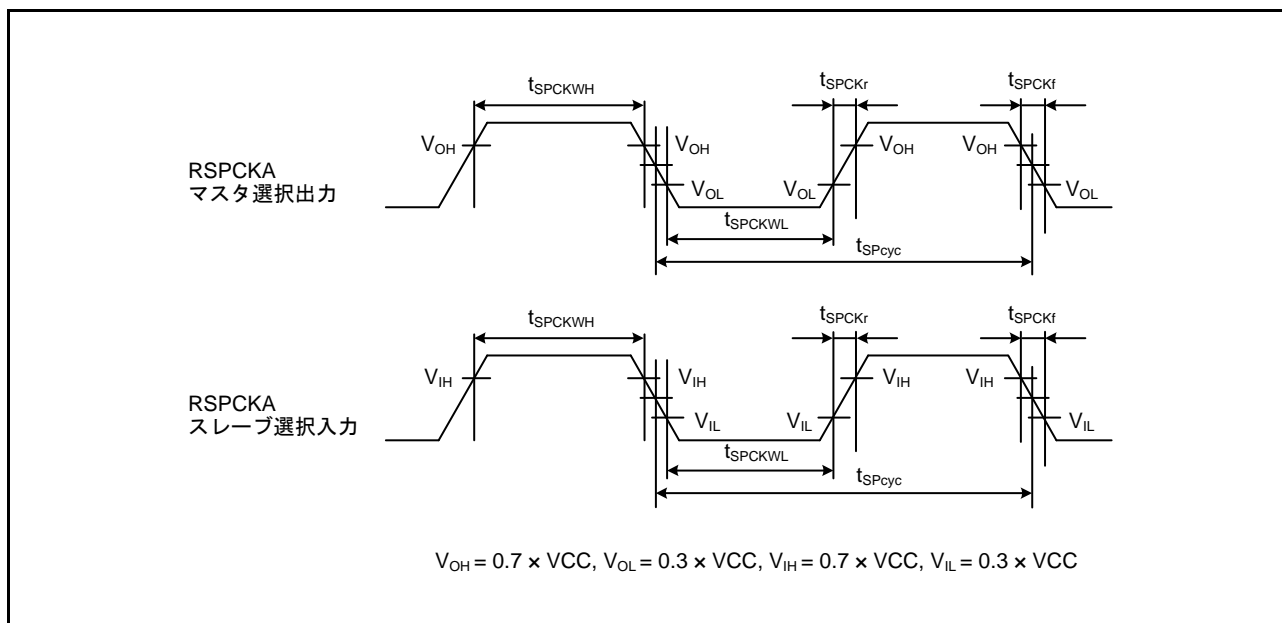 tSPCKWH
tSPCKr
tSPCKf
VOH
VOH
VOH
VOH
RSPCKA
マスタ選択出力
VOL
VOL
VOL
tSPCKWL
tSPcyc
tSPCKWH
tSPCKr
tSPCKf
VIH
VIH
VIH
VIH
RSPCKA
スレーブ選択入力
VIL
VIL
VIL
tSPCKWL
tSPcyc
VOH = 0.7 × VCC, VOL = 0.3 × VCC, VIH = 0.7 × VCC, VIL = 0.3 × VCC